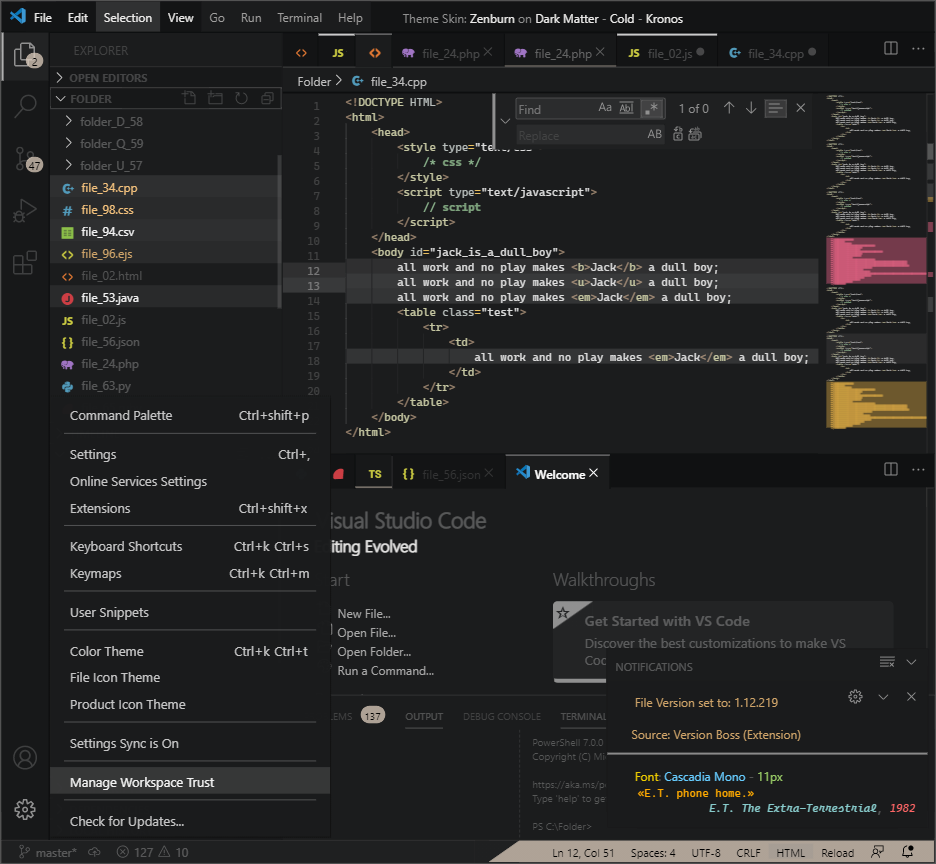 File Edit Selection View Go Run Terminal Help Theme Skin: Zenburn on Dark Matter - Cold - Kronos
JS file_24.php file_24.php JS file_02.js file_34.cpp
Folder > file_34.cpp
EXPLORER
OPEN EDITORS
FOLDER
folder_D_58
folder_Q_59
folder_U_57
file_34.cpp
file_98.css
file_94.csv
file_96.ejs
file_02.html
file_53.java
JS file_02.js
{} file_56.json
file_24.php
file_63.py
2
47
Find Aa Abl .* 1 of 0
Replace AB
1 <!DOCTYPE HTML>
2 <html>
3 <head>
4 <style type="text/css"
5 /* css */
6 </style>
7 <script type="text/javascript">
8 // script
9 </script>
10 </head>
11 <body id="jack_is_a_dull_boy">
12 all work and no play makes <b>Jack</b> a dull boy;
13 all work and no play makes <u>Jack</u> a dull boy;
14 all work and no play makes <em>Jack</em> a dull boy;
15 <table class="test">
16 <tr>
17 <td>
18 all work and no play makes <em>Jack</em> a dull boy;
19 </td>
20 </tr>
</table>
</body>
</html>
Command Palette Ctrl+shift+p
Settings Ctrl+,
Online Services Settings
Extensions Ctrl+shift+x
Keyboard Shortcuts Ctrl+k Ctrl+s
Keymaps Ctrl+k Ctrl+m
User Snippets
Color Theme Ctrl+k Ctrl+t
File Icon Theme
Product Icon Theme
Settings Sync is On
Manage Workspace Trust
Check for Updates...
TS {} file_56.json Welcome
isual Studio Code
iting Evolved
art
New File...
Open File...
Open Folder...
Run a Command...
Walkthroughs
Get Started with VS Code
Discover the best customizations to make VS
Cod
LEMS 137 OUTPUT DEBUG CONSOLE TERMINAL
PowerShell 7.0.0
Copyright (C) Mi
https://aka.ms/p
Type 'help' to ge
PS C:\Folder>
NOTIFICATIONS
File Version set to: 1.12.219
Source: Version Boss (Extension)
Font: Cascadia Mono - 11px
«E.T. phone home.»
E.T. The Extra-Terrestrial, 1982
master* 127 10 Ln 12, Col 51 Spaces: 4 UTF-8 CRLF HTML Reload